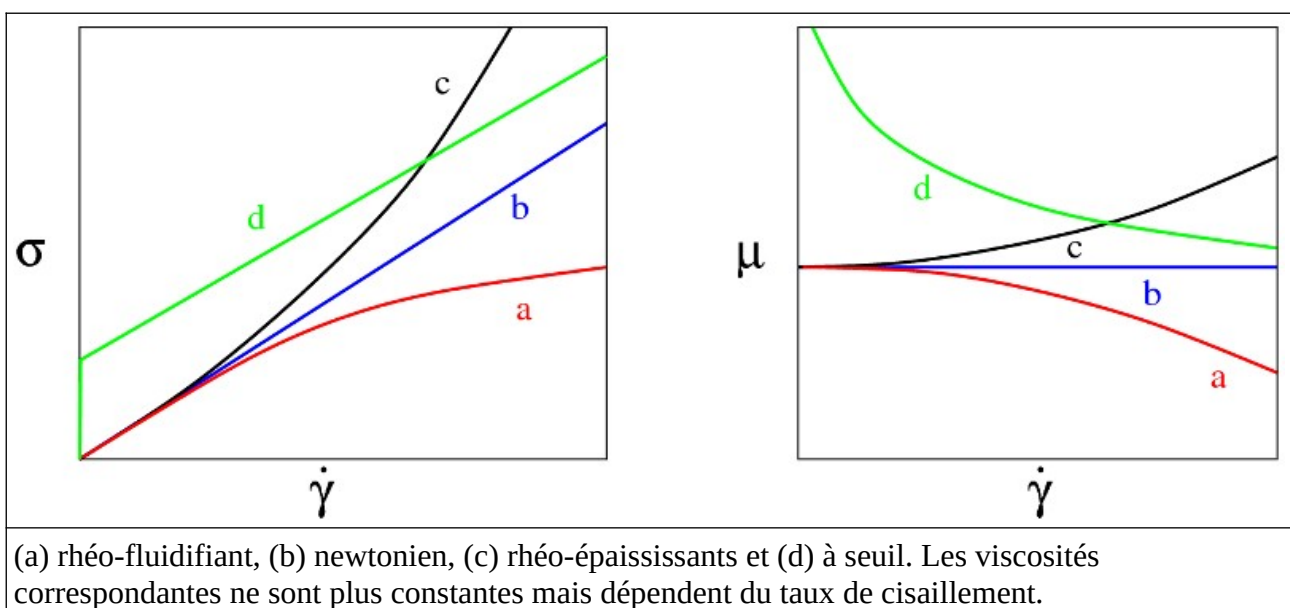 c
d
b
σ
a
γ̇
d
c
μ
b
a
γ̇
(a) rhéo-fluidifiant, (b) newtonien, (c) rhéo-épaississants et (d) à seuil. Les viscosités
correspondantes ne sont plus constantes mais dépendent du taux de cisaillement.